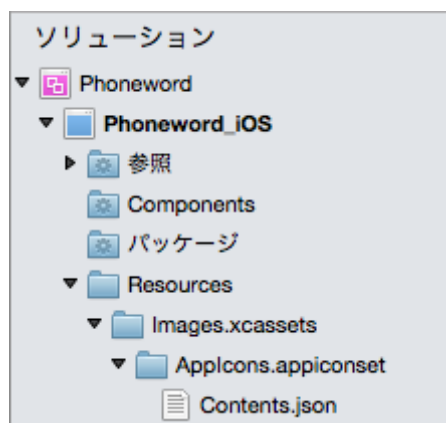 ソリューション
Phoneword
Phoneword_iOS
参照
Components
パッケージ
Resources
Images.xcassets
AppIcons.appiconset
Contents.json